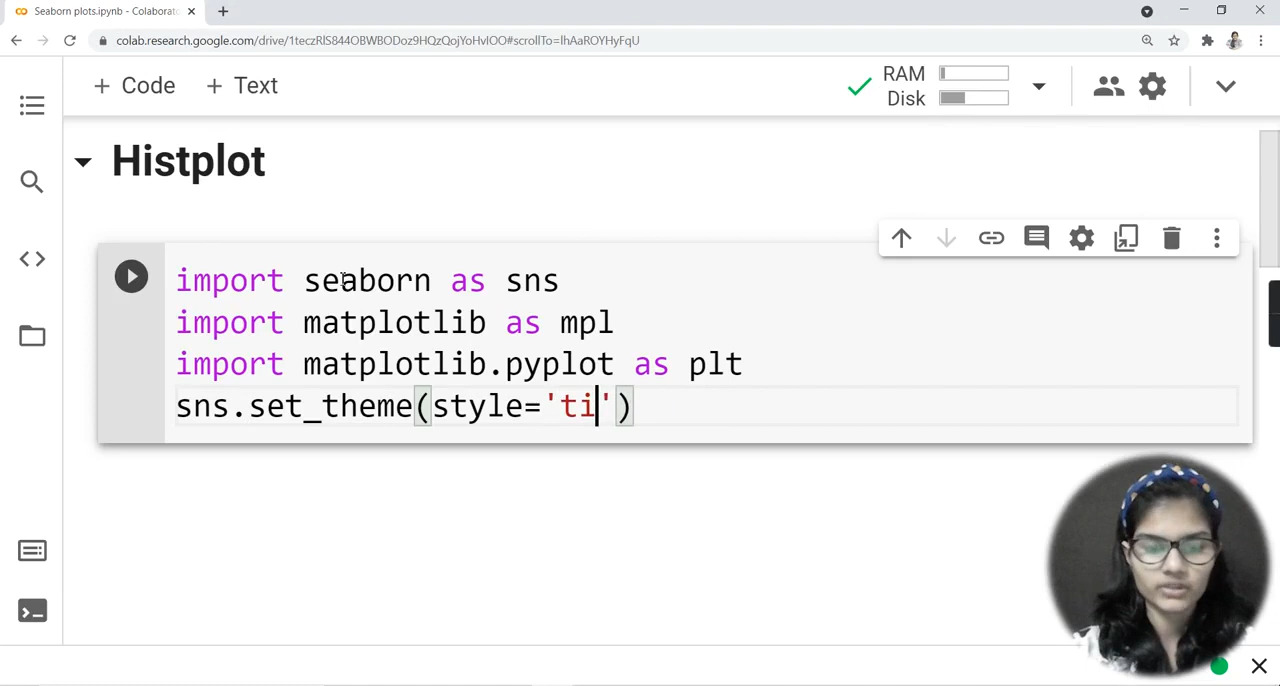 Seaborn plots.ipynb - Colaborato
colab.research.google.com/drive/1teczRlS844OBWBODoz9HQzQojYoHvIOO#scrollTo=lhAaROYHyFqU
+ Code + Text
RAM
Disk
Histplot
import seaborn as sns
import matplotlib as mpl
import matplotlib.pyplot as plt
sns.set_theme(style='ti')